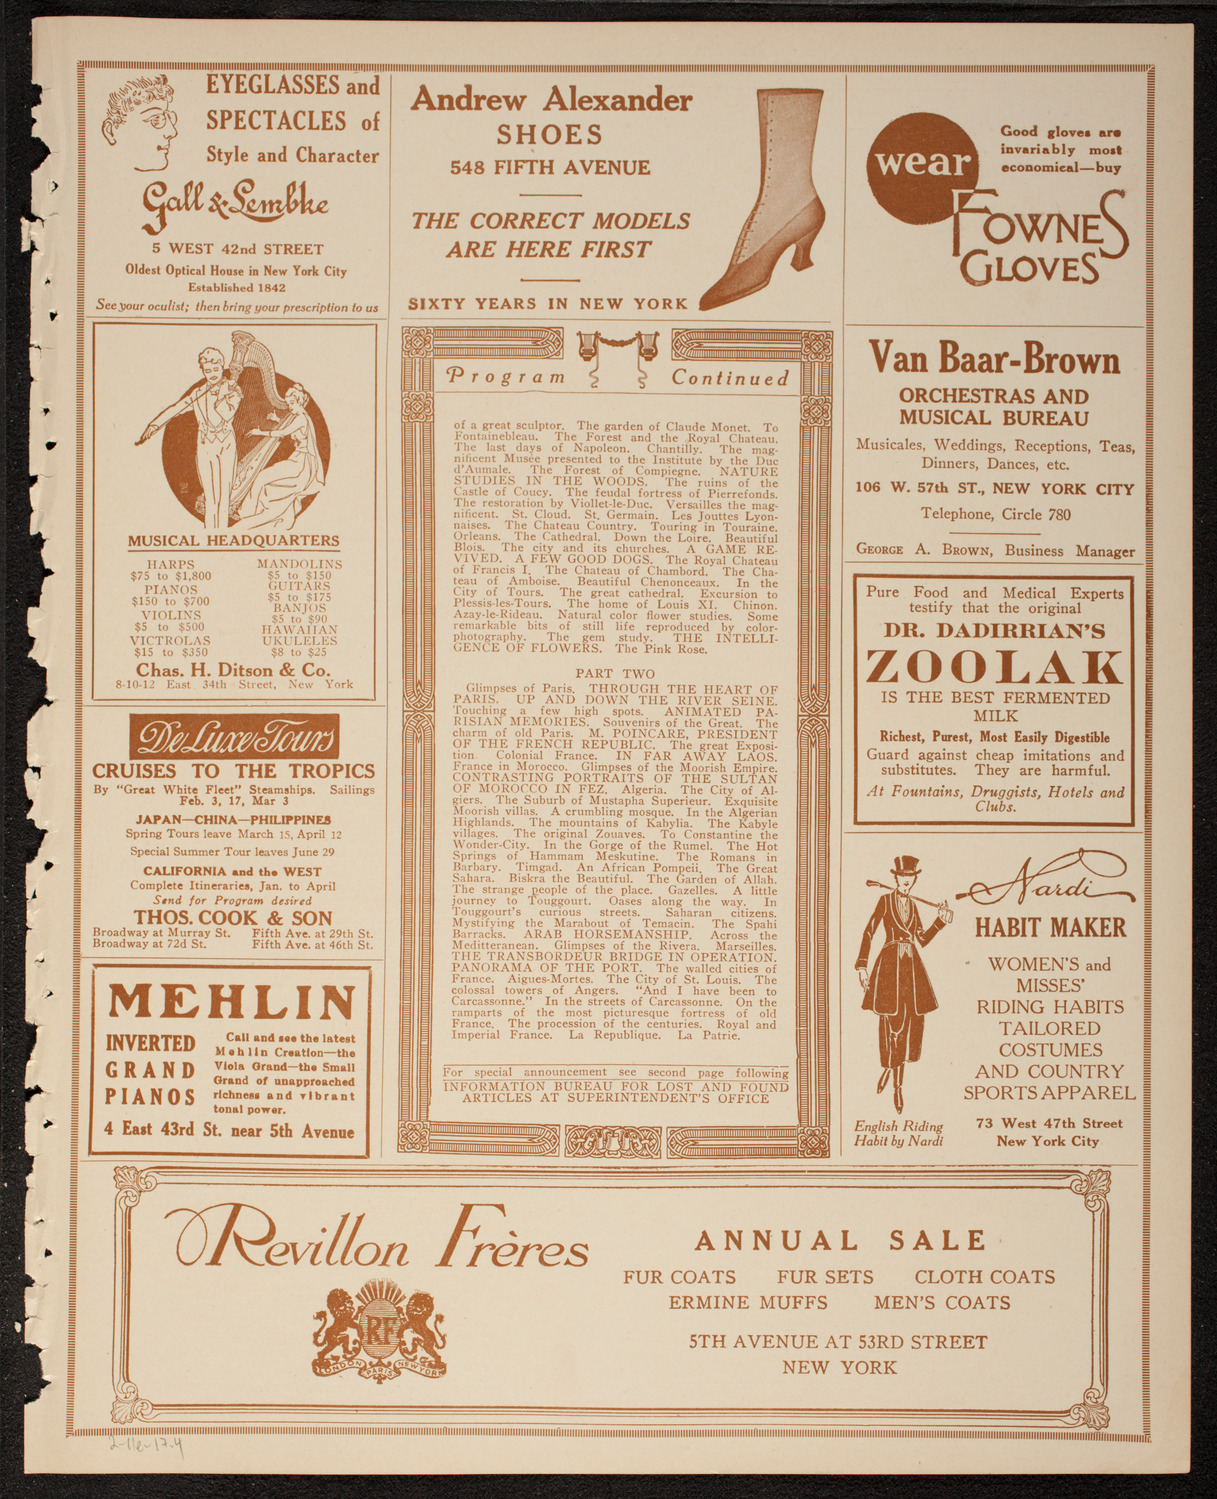 EYEGLASSES and
SPECTACLES of
Style and Character
Gall & Lembke
5 WEST 42nd STREET
Oldest Optical House in New York City
Established 1842
See your oculist; then bring your prescription to us
Andrew Alexander
SHOES
548 FIFTH AVENUE
THE CORRECT MODELS
ARE HERE FIRST
SIXTY YEARS IN NEW YORK
wear
Good gloves are
invariably most
economical—buy
FOWNES
GLOVES
MUSICAL HEADQUARTERS
HARPS
$75 to $1,800
PIANOS
$150 to $700
VIOLINS
$5 to $500
VICTROLAS
$15 to $350
MANDOLINS
$5 to $150
GUITARS
$5 to $175
BANJOS
$5 to $90
HAWAIIAN
UKULELES
$8 to $25
Chas. H. Ditson & Co.
8-10-12 East 34th Street, New York
De Luxe Tours
CRUISES TO THE TROPICS
By "Great White Fleet" Steamships. Sailings
Feb. 3, 17, Mar 3
JAPAN—CHINA—PHILIPPINES
Spring Tours leave March 15, April 12
Special Summer Tour leaves June 29
CALIFORNIA and the WEST
Complete Itineraries, Jan. to April
Send for Program desired
THOS. COOK & SON
Broadway at Murray St. Fifth Ave. at 29th St.
Broadway at 72d St. Fifth Ave. at 46th St.
MEHLIN
INVERTED
GRAND
PIANOS
Call and see the latest
Mehlin Creation—the
Viola Grand—the Small
Grand of unapproached
richness and vibrant
tonal power.
4 East 43rd St. near 5th Avenue
Program Continued
of a great sculptor. The garden of Claude Monet. To
Fontainebleau. The Forest and the Royal Chateau.
The last days of Napoleon. Chantilly. The mag-
nificent Musée presented to the Institute by the Duc
d'Aumale. The Forest of Compiegne. NATURE
STUDIES IN THE WOODS. The ruins of the
Castle of Coucy. The feudal fortress of Pierrefonds.
The restoration by Viollet-le-Duc. Versailles the mag-
nificent. St. Cloud. St. Germain. Les Jouttes Lyon-
naises. The Chateau Country. Touring in Touraine.
Orleans. The Cathedral. Down the Loire. Beautiful
Blois. The city and its churches. A GAME RE-
VIVED. A FEW GOOD DOGS. The Royal Chateau
of Francis I. The Chateau of Chambord. The Cha-
teau of Amboise. Beautiful Chenonceaux. In the
City of Tours. The great cathedral. Excursion to
Plessis-les-Tours. The home of Louis XI. Chinon.
Azay-le-Rideau. Natural color flower studies. Some
remarkable bits of still life reproduced by color-
photography. The gem study. THE INTELLI-
GENCE OF FLOWERS. The Pink Rose.
PART TWO
Glimpses of Paris. THROUGH THE HEART OF
PARIS. UP AND DOWN THE RIVER SEINE.
Touching a few high spots. ANIMATED PA-
RISIAN MEMORIES. Souvenirs of the Great. The
charm of old Paris. M. POINCARE, PRESIDENT
OF THE FRENCH REPUBLIC. The great Exposi-
tion. Colonial France. IN FAR AWAY LAOS.
France in Morocco. Glimpses of the Moorish Empire.
CONTRASTING PORTRAITS OF THE SULTAN
OF MOROCCO IN FEZ. Algeria. The City of Al-
giers. The Suburb of Mustapha Superieur. Exquisite
Moorish villas. A crumbling mosque. In the Algerian
Highlands. The mountains of Kabylia. The Kabyle
villages. The original Zouaves. To Constantine the
Wonder-City. In the Gorge of the Rumel. The Hot
Springs of Hammam Meskutine. The Romans in
Barbary. Timgad. An African Pompeii. The Great
Sahara. Biskra the Beautiful. The Garden of Allah.
The strange people of the place. Gazelles. A little
journey to Touggourt. Oases along the way. In
Touggourt's curious streets. Saharan citizens.
Mystifying the Marabout of Temacin. The Spahi
Barracks. ARAB HORSEMANSHIP. Across the
Meditteranean. Glimpses of the Rivera. Marseilles.
THE TRANSBORDEUR BRIDGE IN OPERATION.
PANORAMA OF THE PORT. The walled cities of
France. Aigues-Mortes. The City of St. Louis. The
colossal towers of Angers. "And I have been to
Carcassonne." In the streets of Carcassonne. On the
ramparts of the most picturesque fortress of old
France. The procession of the centuries. Royal and
Imperial France. La Republique. La Patrie.
For special announcement see second page following
INFORMATION BUREAU FOR LOST AND FOUND
ARTICLES AT SUPERINTENDENT'S OFFICE
Van Baar-Brown
ORCHESTRAS AND
MUSICAL BUREAU
Musicales, Weddings, Receptions, Teas,
Dinners, Dances, etc.
106 W. 57th ST., NEW YORK CITY
Telephone, Circle 780
GEORGE A. BROWN, Business Manager
Pure Food and Medical Experts
testify that the original
DR. DADIRRIAN'S
ZOOLAK
IS THE BEST FERMENTED
MILK
Richest, Purest, Most Easily Digestible
Guard against cheap imitations and
substitutes. They are harmful.
At Fountains, Druggists, Hotels and
Clubs.
Nardi
HABIT MAKER
WOMEN'S and
MISSES'
RIDING HABITS
TAILORED
COSTUMES
AND COUNTRY
SPORTS APPAREL
English Riding
Habit by Nardi
73 West 47th Street
New York City
Revillon Frères
RF
LONDON PARIS NEW YORK
ANNUAL SALE
FUR COATS FUR SETS CLOTH COATS
ERMINE MUFFS MEN'S COATS
5TH AVENUE AT 53RD STREET
NEW YORK